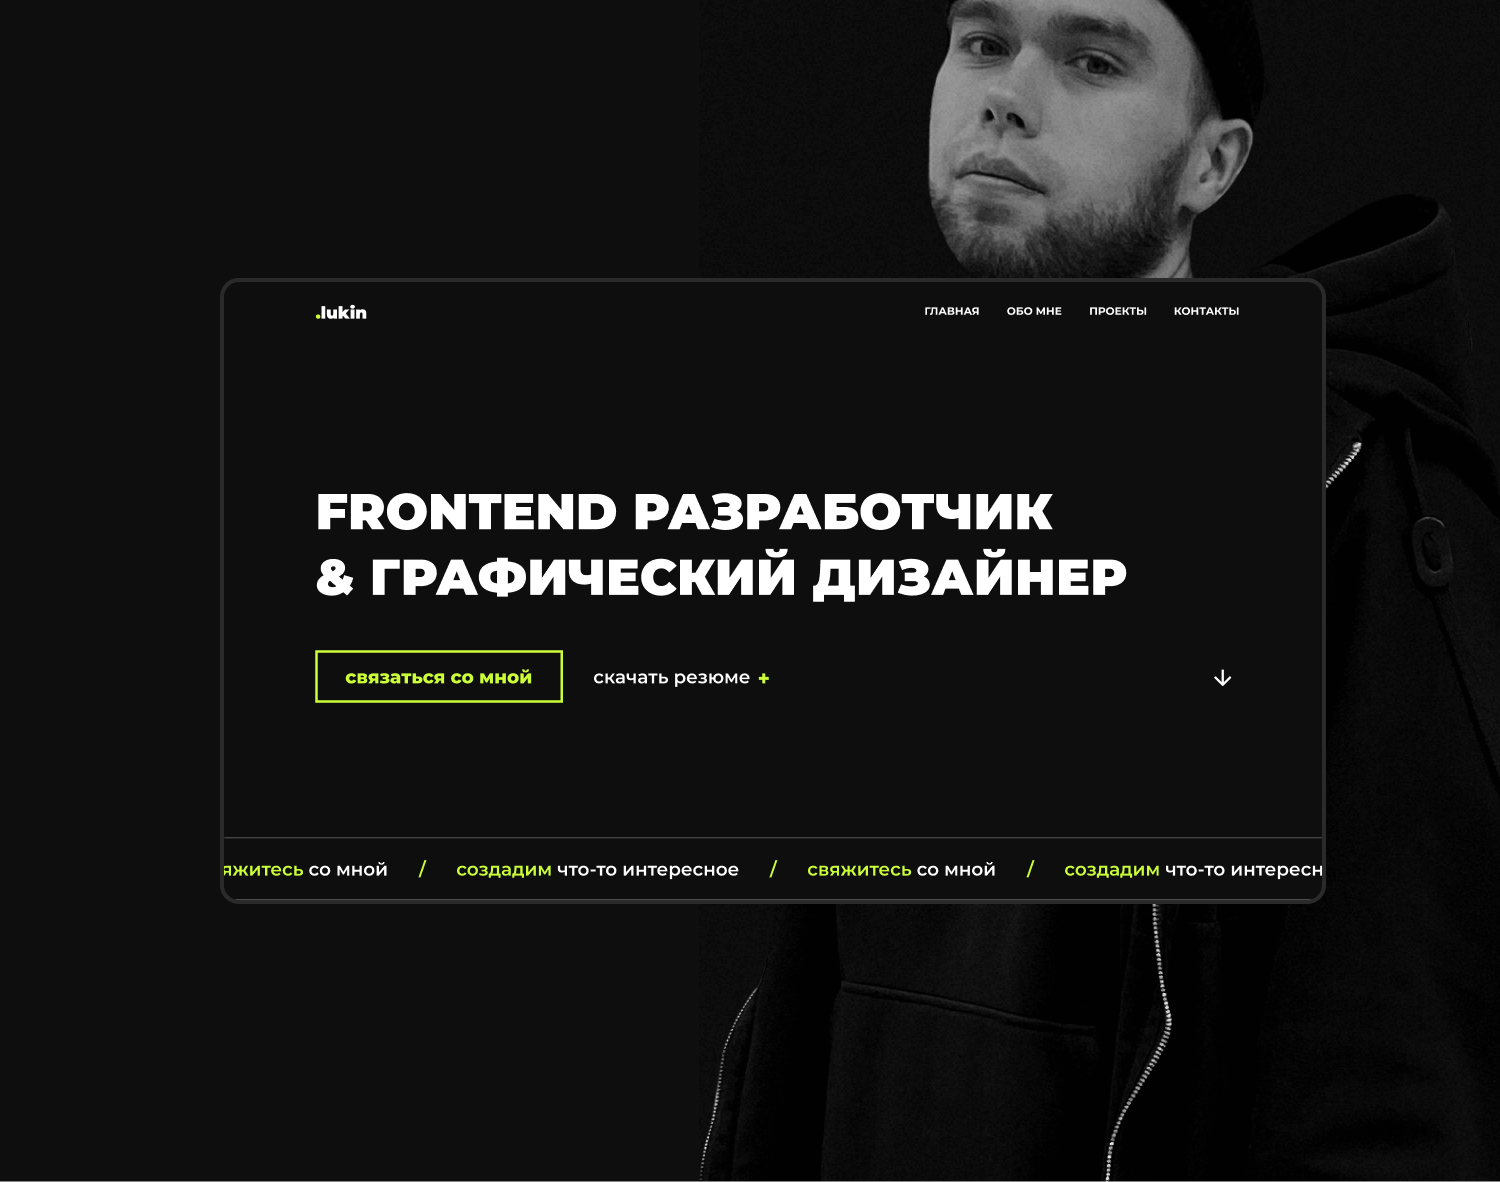 .lukin
ГЛАВНАЯ ОБО МНЕ ПРОЕКТЫ КОНТАКТЫ
FRONTEND РАЗРАБОТЧИК
& ГРАФИЧЕСКИЙ ДИЗАЙНЕР
связаться со мной скачать резюме +
яжитесь со мной / создадим что-то интересное / свяжитесь со мной / создадим что-то интересн